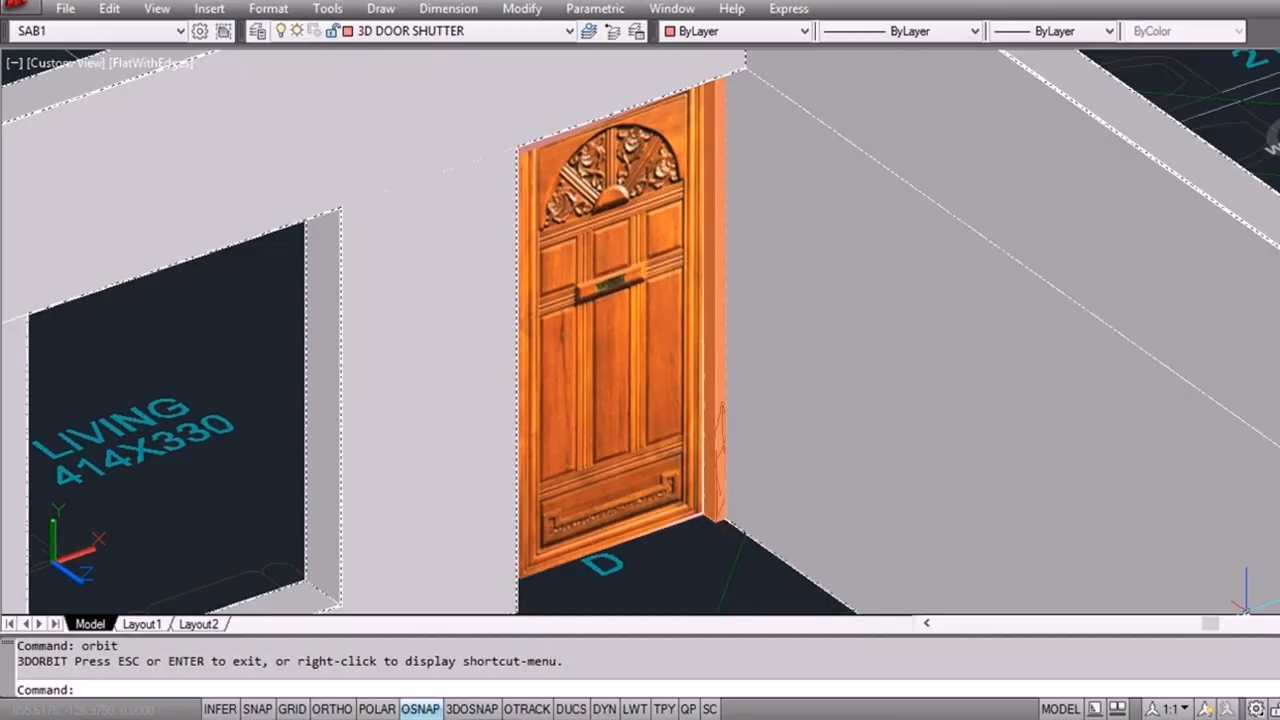 File Edit View Insert Format Tools Draw Dimension Modify Parametric Window Help Express
SAB1 3D DOOR SHUTTER ByLayer ByLayer ByLayer ByColor
[−] [Custom View] [FlatWithEdges]
2
W
LIVING
414X330
Y
X
Z
D
Model Layout1 Layout2
Command: orbit
3DORBIT Press ESC or ENTER to exit, or right-click to display shortcut-menu.
Command:
INFER SNAP GRID ORTHO POLAR OSNAP 3DOSNAP OTRACK DUCS DYN LWT TPY QP SC MODEL 1:1